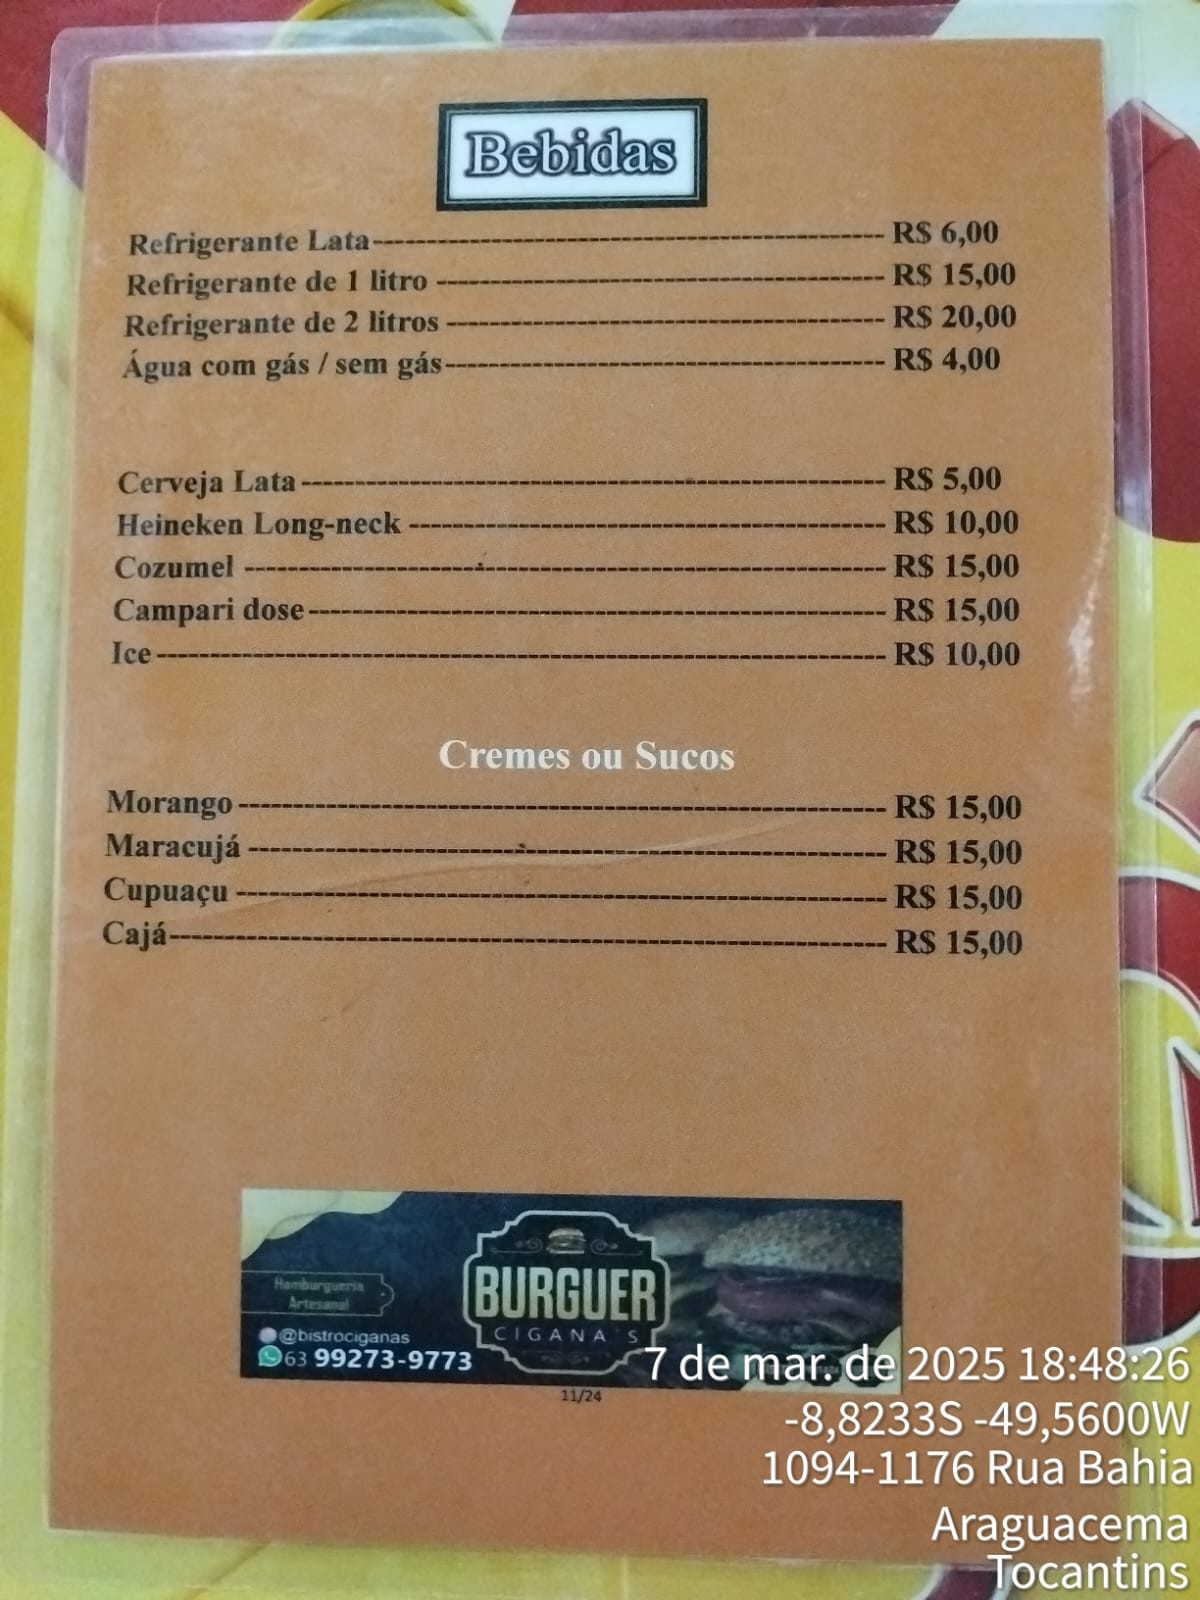 Bebidas
Refrigerante Lata----------------------------------------------------------- R$ 6,00
Refrigerante de 1 litro --------------------------------------------------- R$ 15,00
Refrigerante de 2 litros -------------------------------------------------- R$ 20,00
Água com gás / sem gás-------------------------------------------------- R$ 4,00
Cerveja Lata------------------------------------------------------------------- R$ 5,00
Heineken Long-neck ------------------------------------------------------ R$ 10,00
Cozumel ------------------------------------------------------------------------- R$ 15,00
Campari dose------------------------------------------------------------------ R$ 15,00
Ice----------------------------------------------------------------------------------- R$ 10,00
Cremes ou Sucos
Morango ------------------------------------------------------------------------- R$ 15,00
Maracujá ------------------------------------------------------------------------ R$ 15,00
Cupuaçu ------------------------------------------------------------------------- R$ 15,00
Cajá--------------------------------------------------------------------------------- R$ 15,00
Hamburgueria
Artesanal
@bistrociganas
63 99273-9773
BURGUER
CIGANA´S
11/24
7 de mar. de 2025 18:48:26
-8,8233S -49,5600W
1094-1176 Rua Bahia
Araguacema
Tocantins